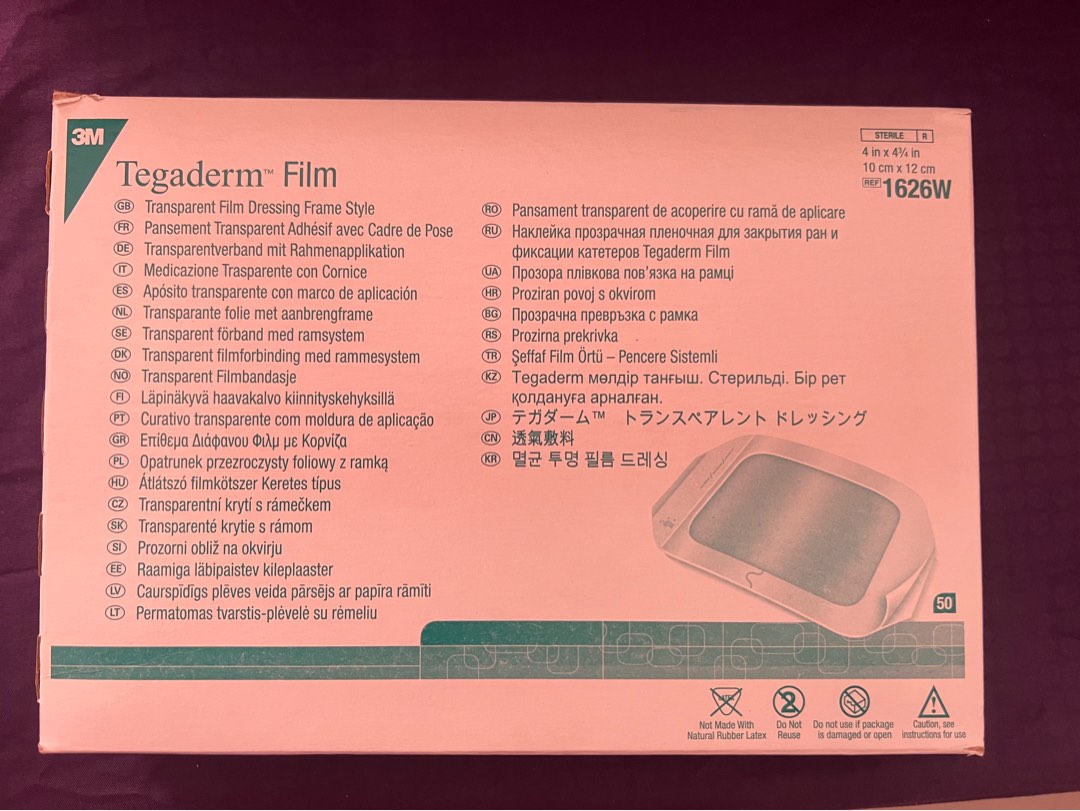 3M
Tegaderm™ Film
STERILE R
4 in x 4¾ in
10 cm x 12 cm
REF 1626W
GB Transparent Film Dressing Frame Style
FR Pansement Transparent Adhésif avec Cadre de Pose
DE Transparentverband mit Rahmenapplikation
IT Medicazione Trasparente con Cornice
ES Apósito transparente con marco de aplicación
NL Transparante folie met aanbrengframe
SE Transparent förband med ramsystem
DK Transparent filmforbinding med rammesystem
NO Transparent Filmbandasje
FI Läpinäkyvä haavakalvo kiinnityskehyksillä
PT Curativo transparente com moldura de aplicação
GR Επίθεμα Διάφανου Φιλμ με Κορνίζα
PL Opatrunek przezroczysty foliowy z ramką
HU Átlátszó filmkötszer Keretes típus
CZ Transparentní krytí s rámečkem
SK Transparenté krytie s rámom
SI Prozorni obliž na okvirju
EE Raamiga läbipaistev kileplaaster
LV Caurspīdīgs plēves veida pārsējs ar papīra rāmīti
LT Permatomas tvarstis-plėvelė su rėmeliu
RO Pansament transparent de acoperire cu ramă de aplicare
RU Наклейка прозрачная пленочная для закрытия ран и
фиксации катетеров Tegaderm Film
UA Прозора плівкова пов'язка на рамці
HR Proziran povoj s okvirom
BG Прозрачна превръзка с рамка
RS Prozirna prekrivka
TR Şeffaf Film Örtü – Pencere Sistemli
KZ Tegaderm мөлдір таңғыш. Стерильді. Бір рет
қолдануға арналған.
JP テガダーム™ トランスペアレント ドレッシング
CN 透氣敷料
KR 멸균 투명 필름 드레싱
50
LATEX
2
Not Made With
Natural Rubber Latex
Do Not
Reuse
Do not use if package
is damaged or open
Caution, see
instructions for use